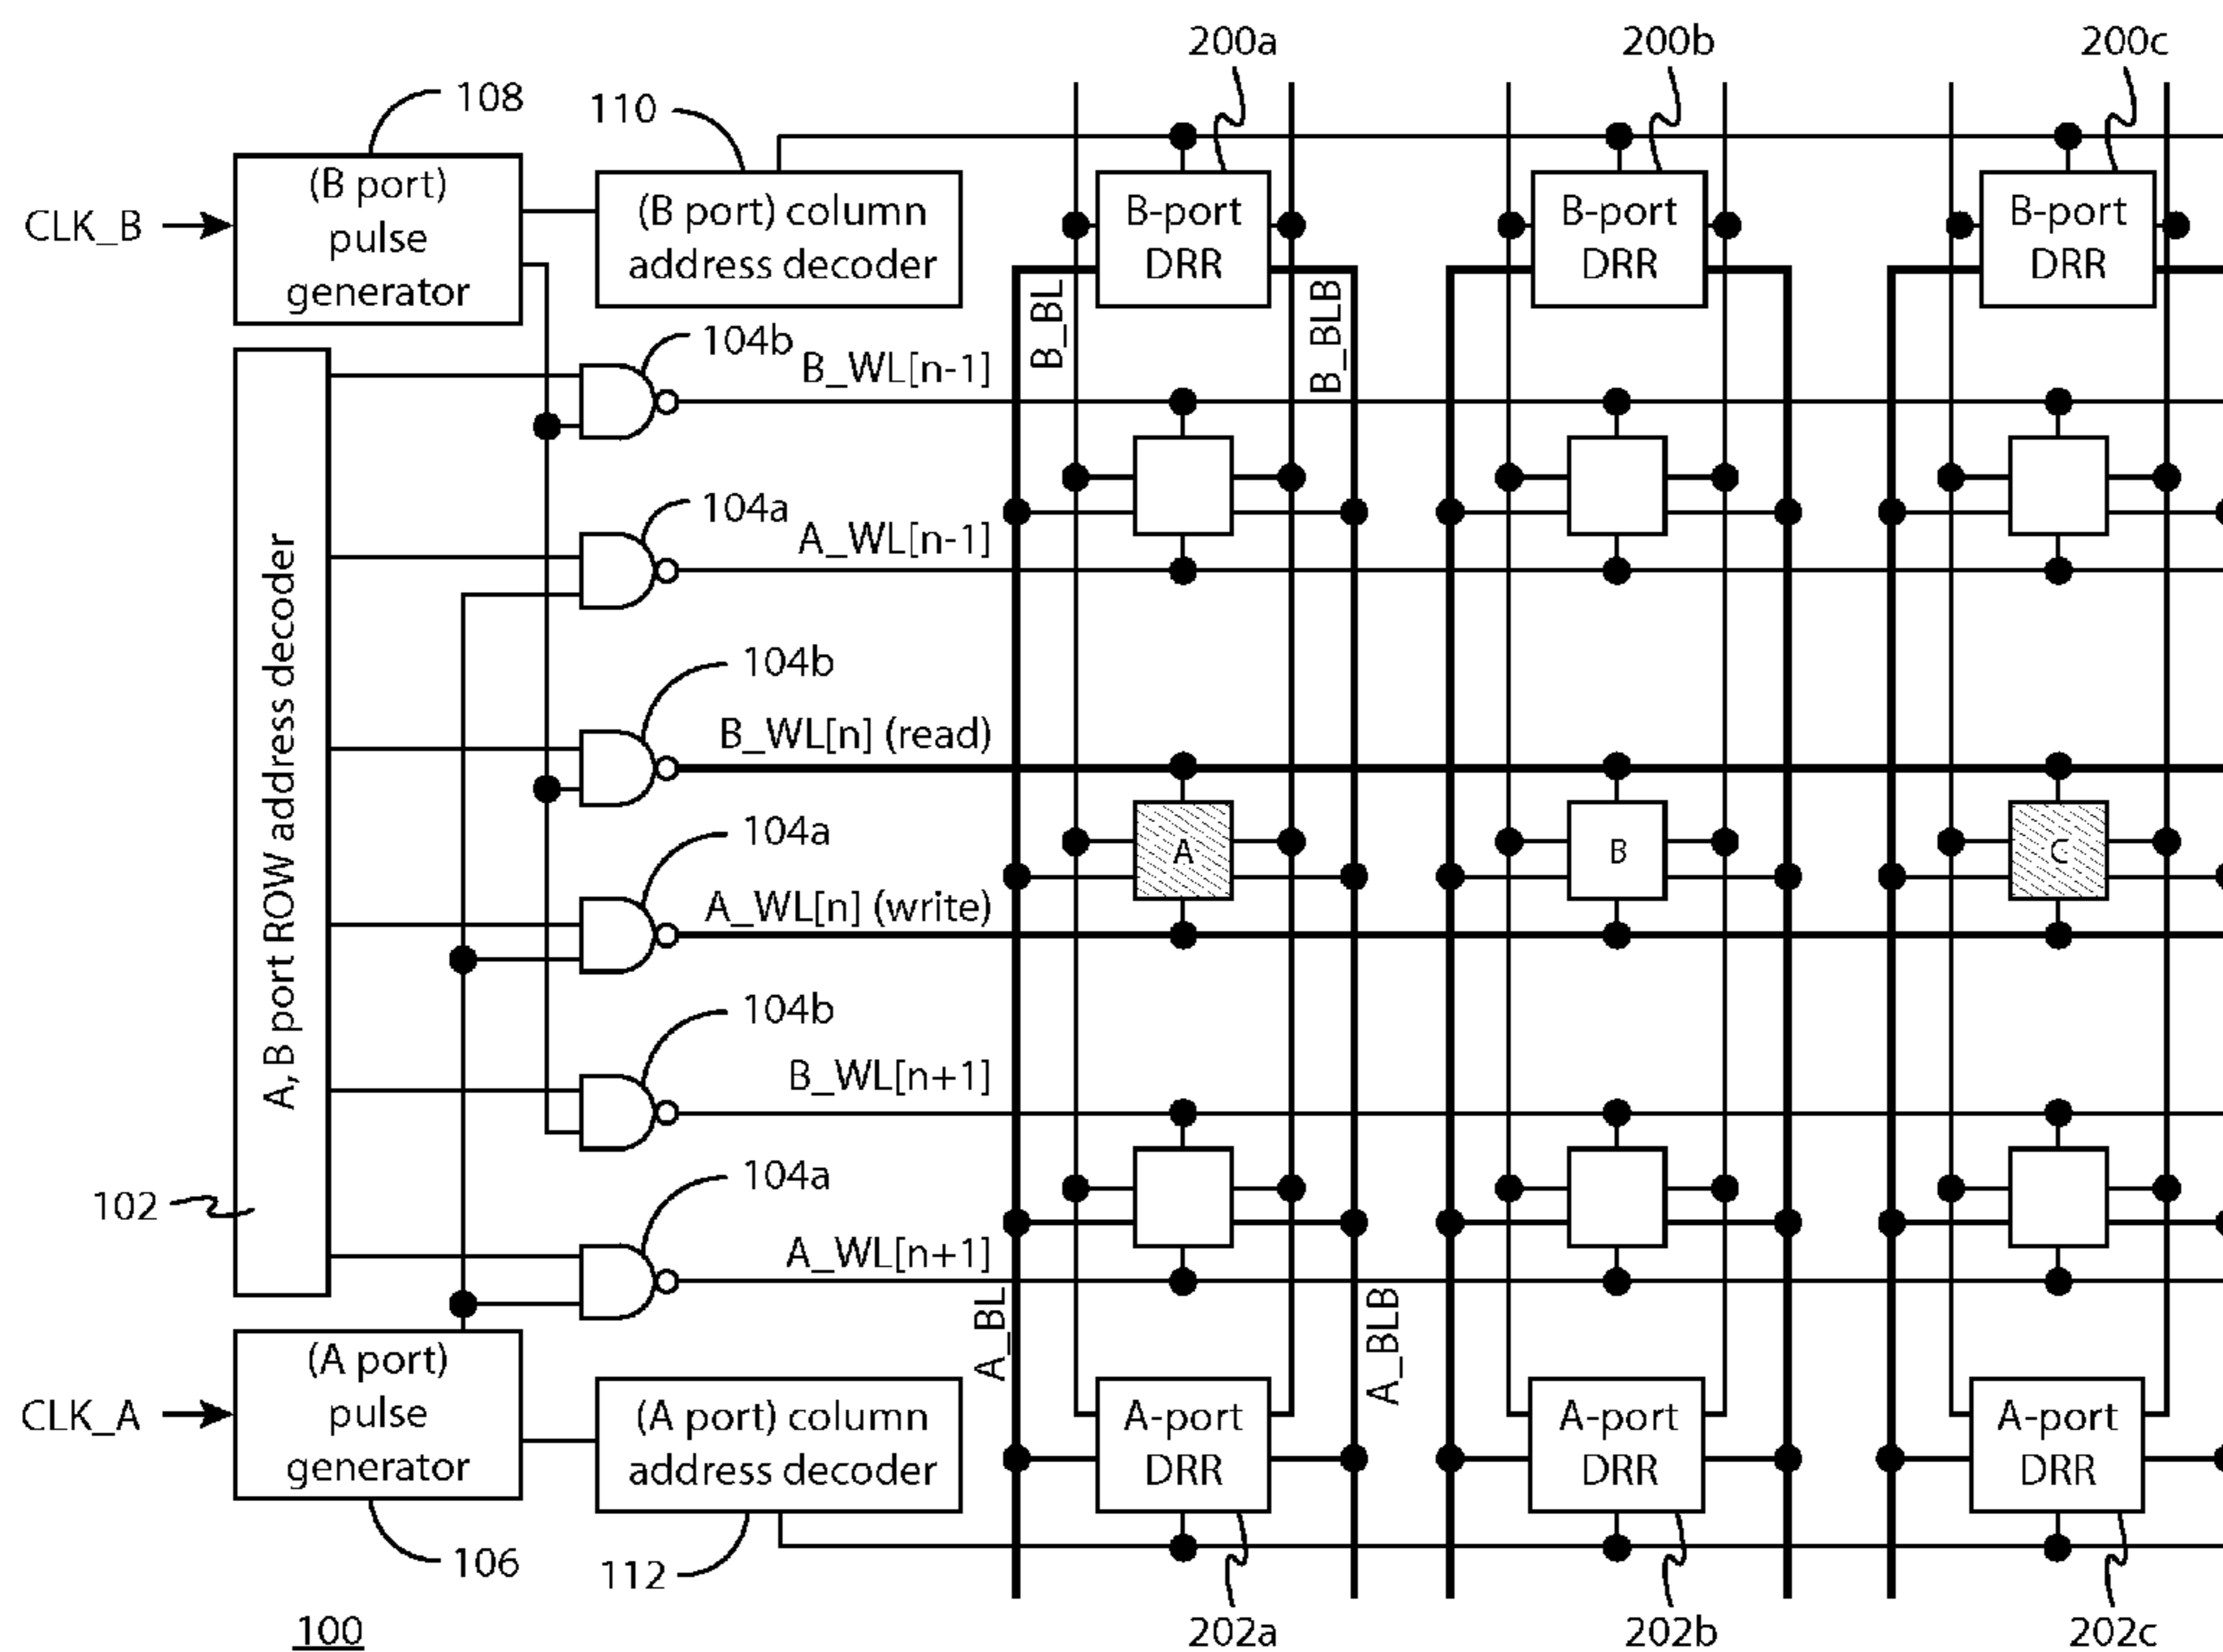 200a
200b
200c
108
110
(B port)
pulse
generator
(B port) column
address decoder
B-port
DRR
B-port
DRR
B-port
DRR
CLK_B
B_BL
B_BLB
104b
B_WL[n-1]
104a
A_WL[n-1]
A, B port ROW address decoder
104b
B_WL[n] (read)
104a
A
B
C
A_WL[n] (write)
104b
B_WL[n+1]
104a
102
A_WL[n+1]
A_BL
A_BLB
(A port)
pulse
generator
(A port) column
address decoder
A-port
DRR
A-port
DRR
A-port
DRR
CLK_A
106
112
100
202a
202b
202c